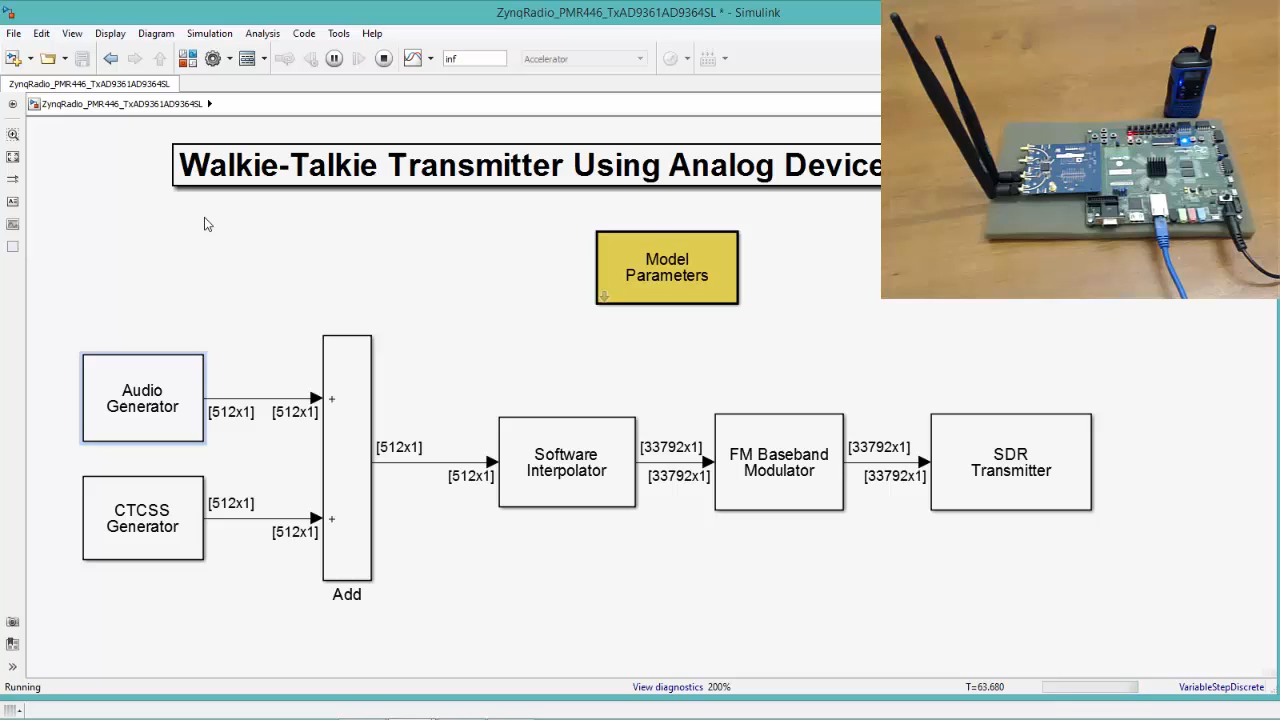 ZynqRadio_PMR446_TxAD9361AD9364SL * - Simulink
File Edit View Display Diagram Simulation Analysis Code Tools Help
inf Accelerator
ZynqRadio_PMR446_TxAD9361AD9364SL
ZynqRadio_PMR446_TxAD9361AD9364SL
Walkie-Talkie Transmitter Using Analog Device
Model
Parameters
Audio
Generator
[512x1] [512x1]
+
CTCSS
Generator
[512x1]
[512x1]
+
Add
[512x1]
[512x1]
Software
Interpolator
[33792x1]
[33792x1]
FM Baseband
Modulator
[33792x1]
[33792x1]
SDR
Transmitter
Running View diagnostics 200% T=63.680 VariableStepDiscrete